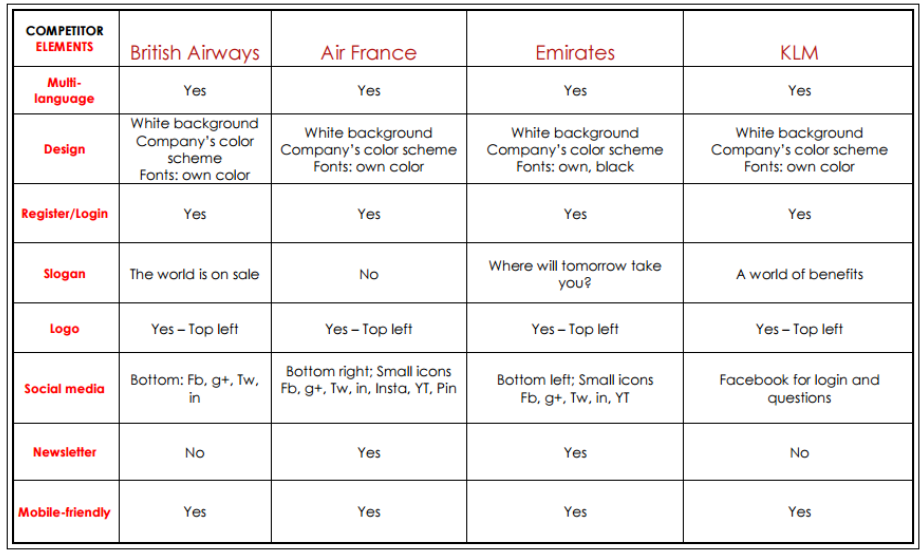 COMPETITOR
ELEMENTS
British Airways
Air France
Emirates
KLM
Multi-
language
Yes
Yes
Yes
Yes
Design
White background
Company's color
scheme
Fonts: own color
White background
Company's color scheme
Fonts: own color
White background
Company's color scheme
Fonts: own, black
White background
Company's color scheme
Fonts: own color
Register/Login
Yes
Yes
Yes
Yes
Slogan
The world is on sale
No
Where will tomorrow take
you?
A world of benefits
Logo
Yes – Top left
Yes – Top left
Yes – Top left
Yes – Top left
Social media
Bottom: Fb, g+, Tw,
in
Bottom right; Small icons
Fb, g+, Tw, in, Insta, YT, Pin
Bottom left; Small icons
Fb, g+, Tw, in, YT
Facebook for login and
questions
Newsletter
No
Yes
Yes
No
Mobile-friendly
Yes
Yes
Yes
Yes